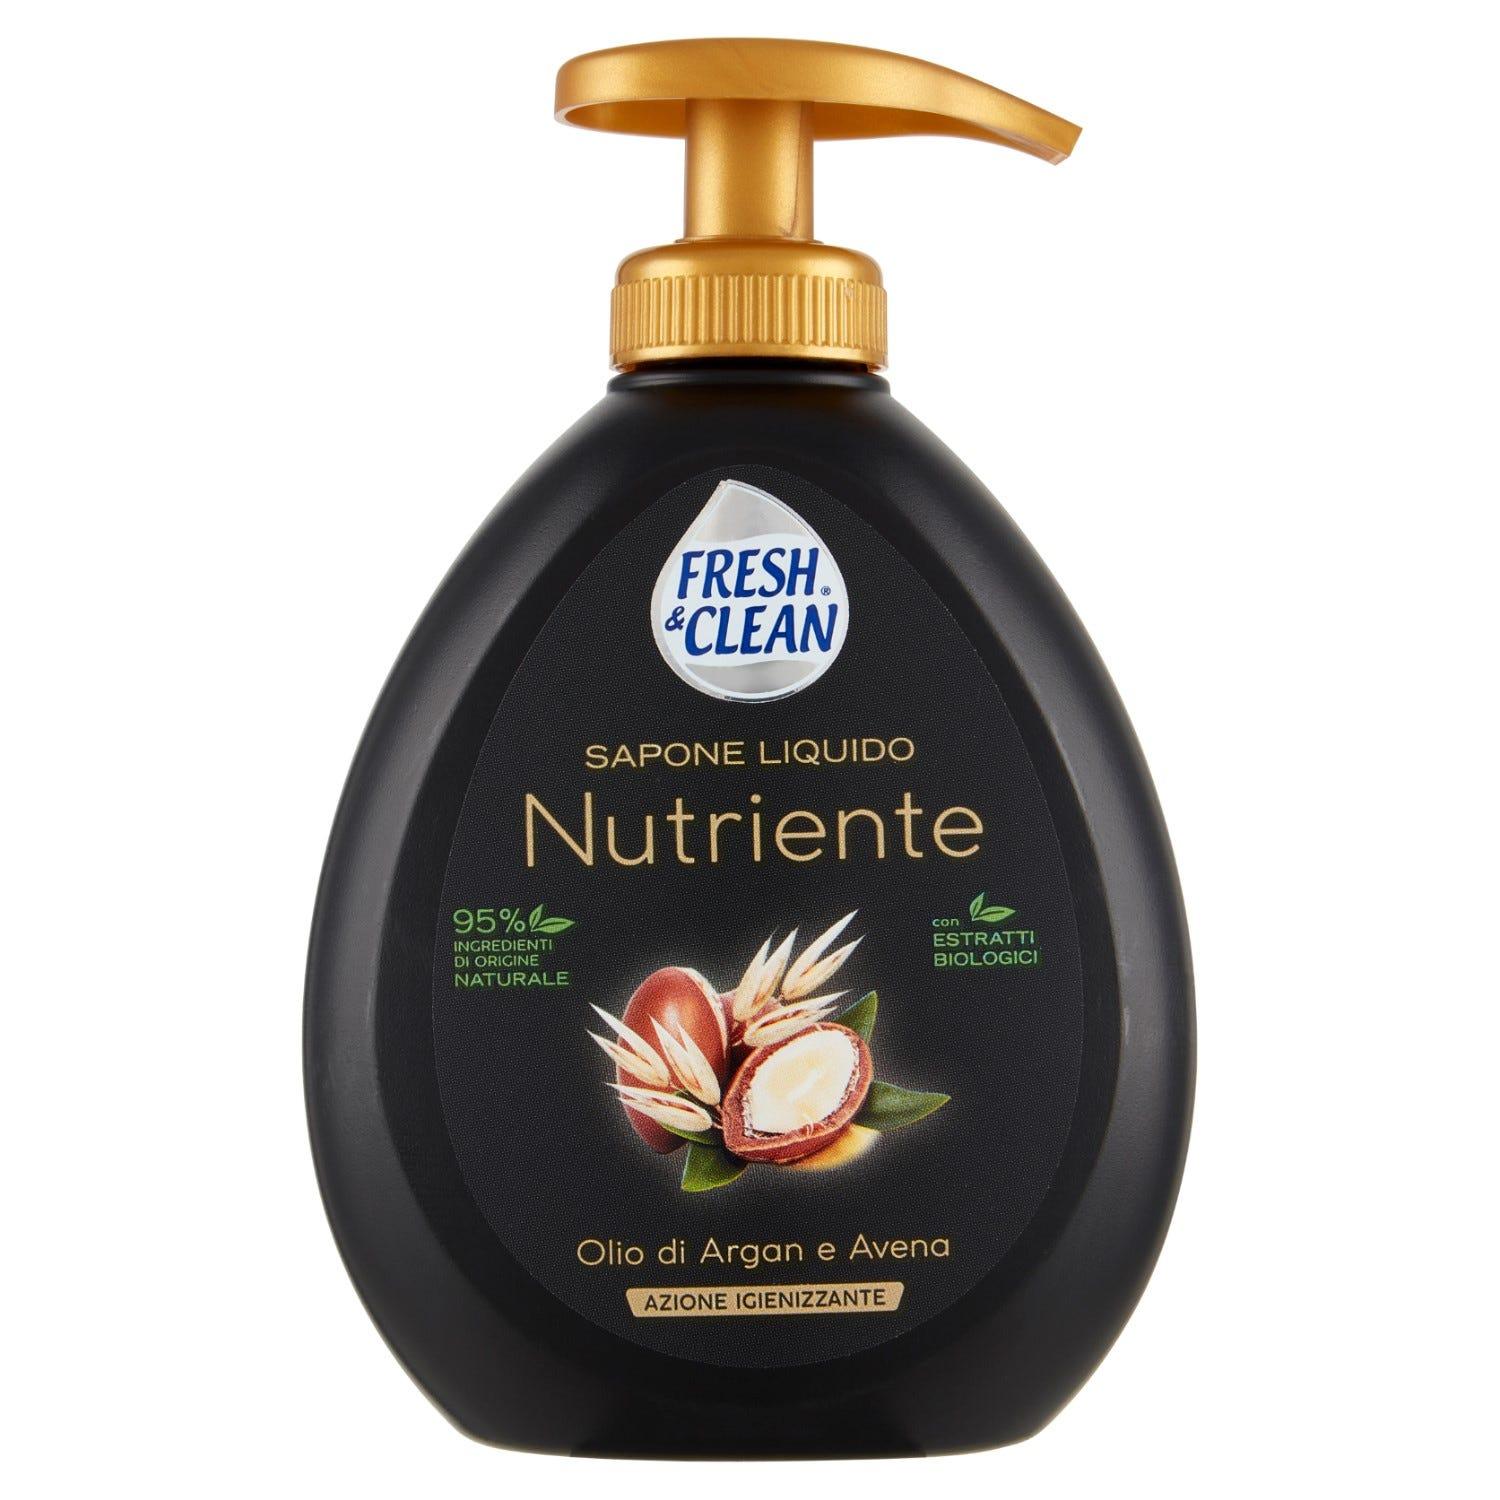 FRESH
&CLEAN®
SAPONE LIQUIDO
Nutriente
95%
INGREDIENTI
DI ORIGINE
NATURALE
con
ESTRATTI
BIOLOGICI
Olio di Argan e Avena
AZIONE IGIENIZZANTE